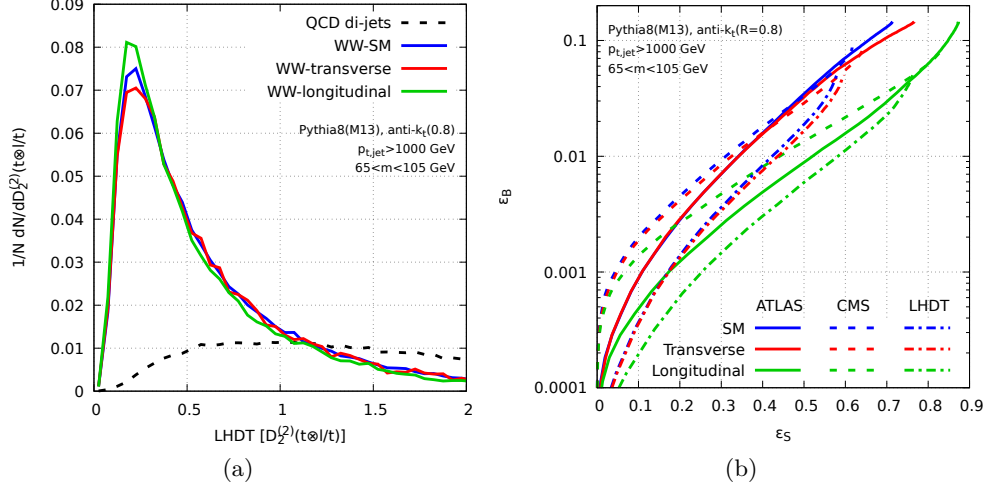 QCD di-jets
WW-SM
WW-transverse
WW-longitudinal
Pythia8(M13), anti-kt(0.8)
pt,jet>1000 GeV
65<m<105 GeV
1/N dN/dD2(2)(t⊗l/t)
0.09
0.08
0.07
0.06
0.05
0.04
0.03
0.02
0.01
0
0 0.5 1 1.5 2
LHDT [D2(2)(t⊗l/t)]
(a)
Pythia8(M13), anti-kt(R=0.8)
pt,jet>1000 GeV
65<m<105 GeV
εB
0.1
0.01
0.001
0.0001
ATLAS CMS LHDT
SM
Transverse
Longitudinal
0 0.1 0.2 0.3 0.4 0.5 0.6 0.7 0.8 0.9
εS
(b)